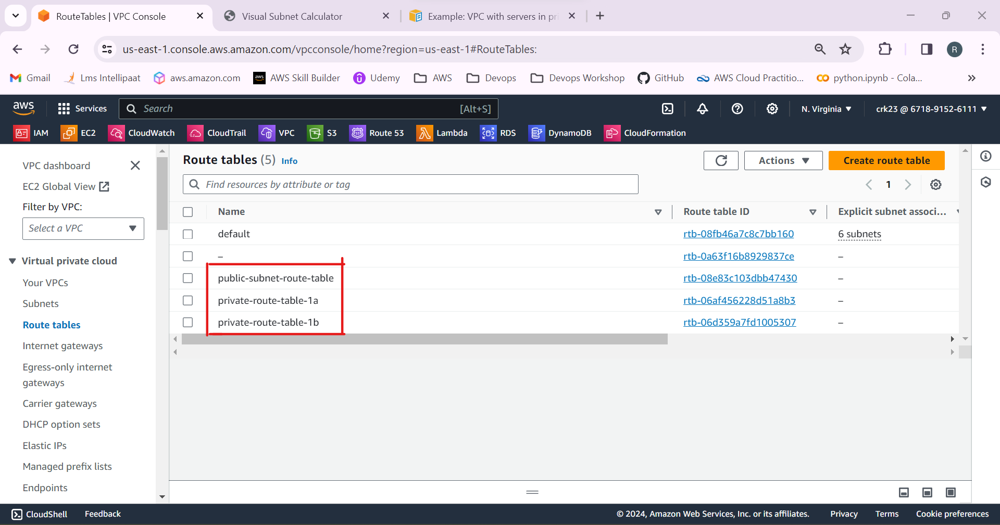 RouteTables | VPC Console
Visual Subnet Calculator
Example: VPC with servers in pri
us-east-1.console.aws.amazon.com/vpcconsole/home?region=us-east-1#RouteTables:
R
Gmail
Lms Intellipaat
aws.amazon.com
aws
AWS Skill Builder
Udemy
AWS
Devops
Devops Workshop
GitHub
AWS Cloud Practitio...
python.ipynb - Cola...
aws
Services
Search
[Alt+S]
N. Virginia
crk23 @ 6718-9152-6111
IAM
EC2
CloudWatch
CloudTrail
VPC
S3
Route 53
Lambda
RDS
DynamoDB
CloudFormation
VPC dashboard
EC2 Global View
Filter by VPC:
Select a VPC
Virtual private cloud
Your VPCs
Subnets
Route tables
Internet gateways
Egress-only internet
gateways
Carrier gateways
DHCP option sets
Elastic IPs
Managed prefix lists
Endpoints
Route tables (5) Info
Actions
Create route table
Find resources by attribute or tag
1
Name Route table ID Explicit subnet associ...
default rtb-08fb46a7c8c7bb160 6 subnets
– rtb-0a63f16b8929837ce –
public-subnet-route-table rtb-08e83c103dbb47430 –
private-route-table-1a rtb-06af456228d51a8b3 –
private-route-table-1b rtb-06d359a7fd1005307 –
CloudShell
Feedback
© 2024, Amazon Web Services, Inc. or its affiliates.
Privacy
Terms
Cookie preferences